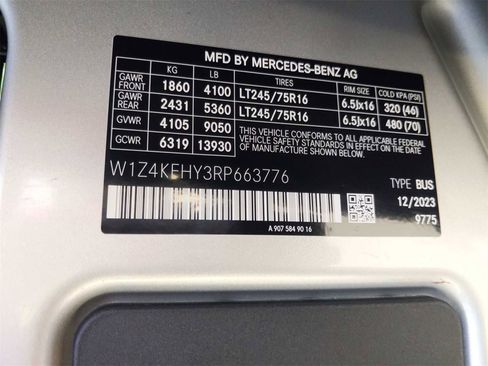 MFD BY MERCEDES-BENZ AG
KG LB TIRES RIM SIZE COLD KPA (PSI)
GAWR FRONT 1860 4100 LT245/75R16 6.5Jx16 320 (46)
GAWR REAR 2431 5360 LT245/75R16 6.5Jx16 480 (70)
GVWR 4105 9050 THIS VEHICLE CONFORMS TO ALL APPLICABLE FEDERAL
GCWR 6319 13930 MOTOR VEHICLE SAFETY STANDARDS IN EFFECT ON THE DATE OF MANUFACTURE SHOWN ABOVE.
W1Z4KEHY3RP663776
TYPE BUS
12/2023
9775
A 907 584 90 16